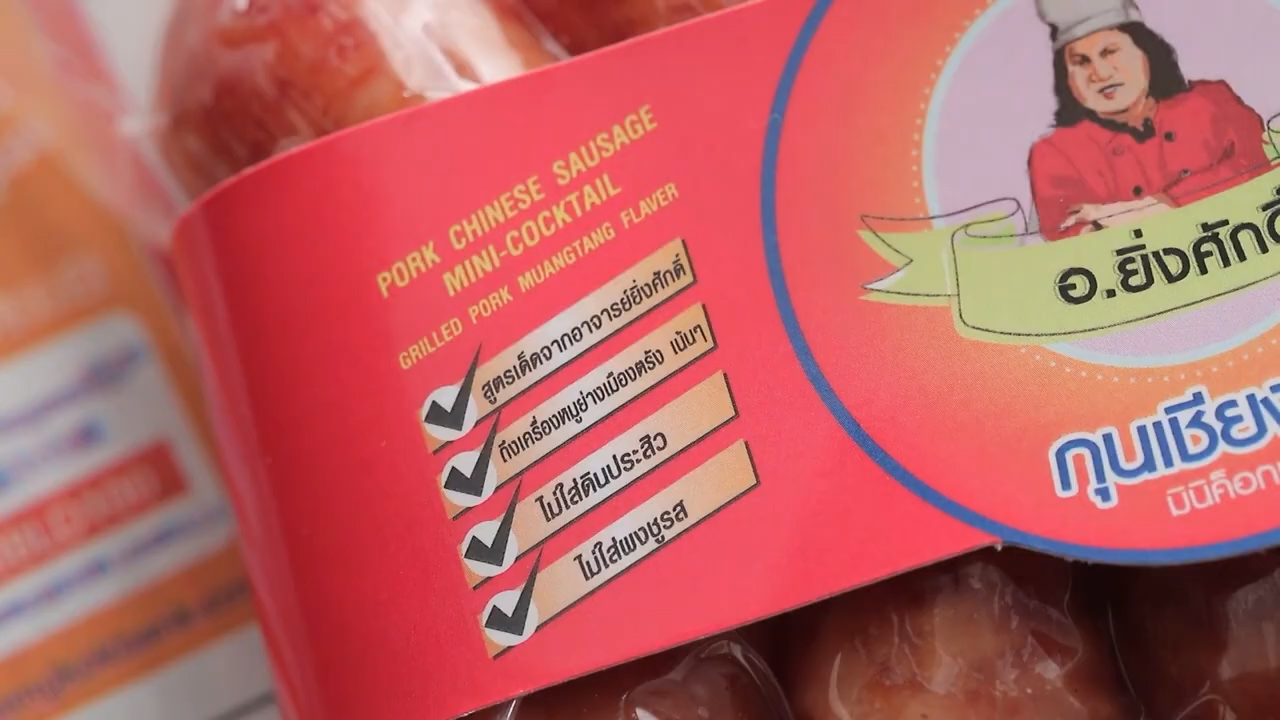 PORK CHINESE SAUSAGE
MINI-COCKTAIL
GRILLED PORK MUANGTANG FLAVER
สูตรเด็ดจากอาจารย์ยิ่งศักดิ์
ถึงเครื่องหมูย่างเมืองตรัง เน้นๆ
ไม่ใส่ดินประสิว
ไม่ใส่ผงชูรส
อ.ยิ่งศักดิ์
กุนเชียง
มินิค็อก